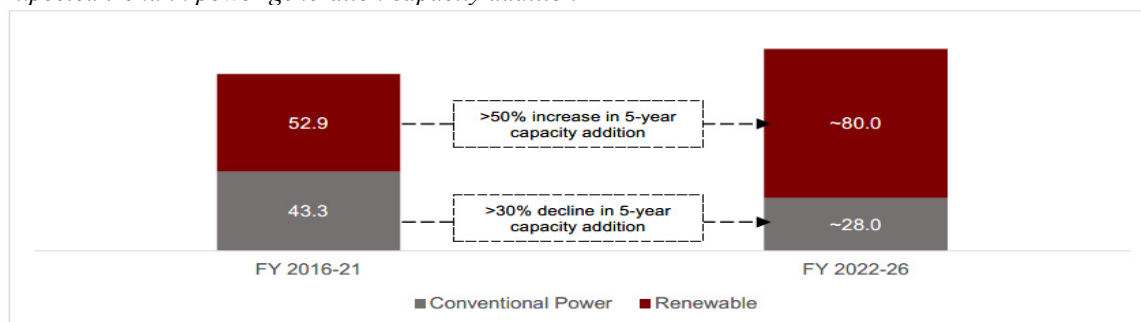 52.9
>50% increase in 5-year
capacity addition
~80.0
43.3
>30% decline in 5-year
capacity addition
~28.0
FY 2016-21
FY 2022-26
Conventional Power
Renewable